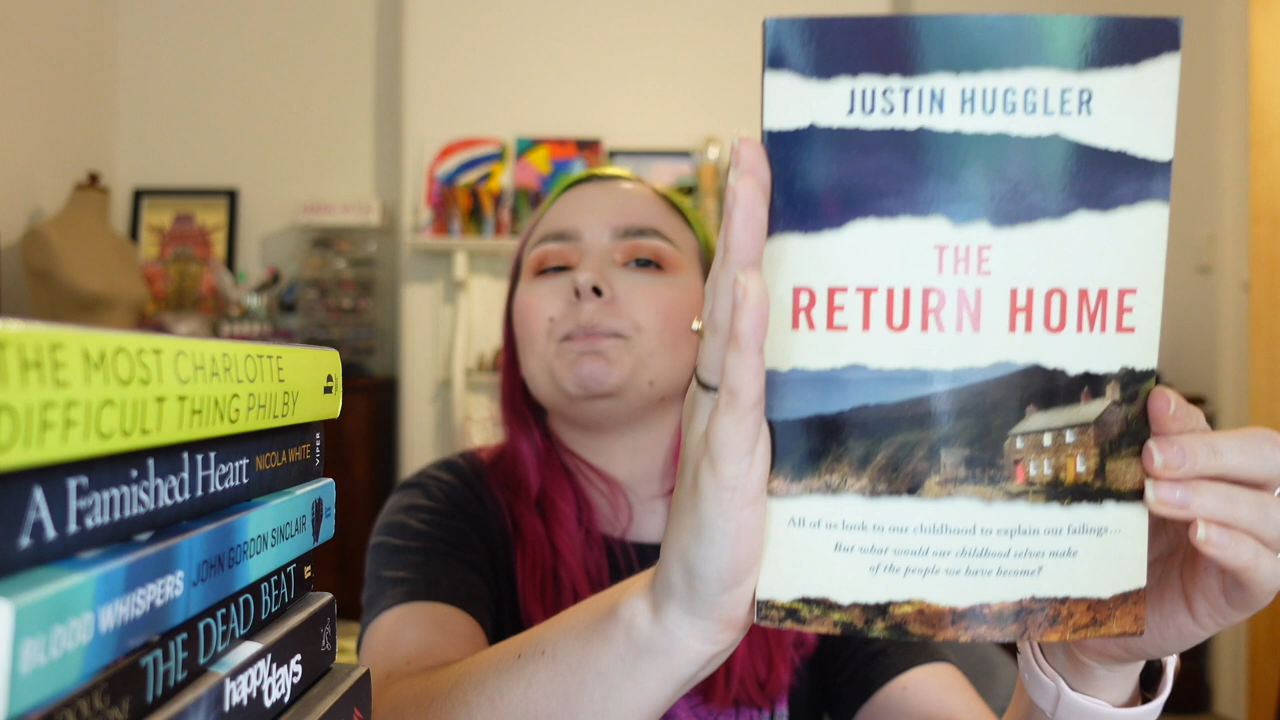 JUSTIN HUGGLER
THE
RETURN HOME
All of us look to our childhood to explain our failings...
But what would our childhood selves make
of the people we have become?
THE MOST CHARLOTTE
DIFFICULT THING PHILBY
A Famished Heart NICOLA WHITE VIPER
BLOOD WHISPERS JOHN GORDON SINCLAIR
DOUG
THE DEAD BEAT
happy days